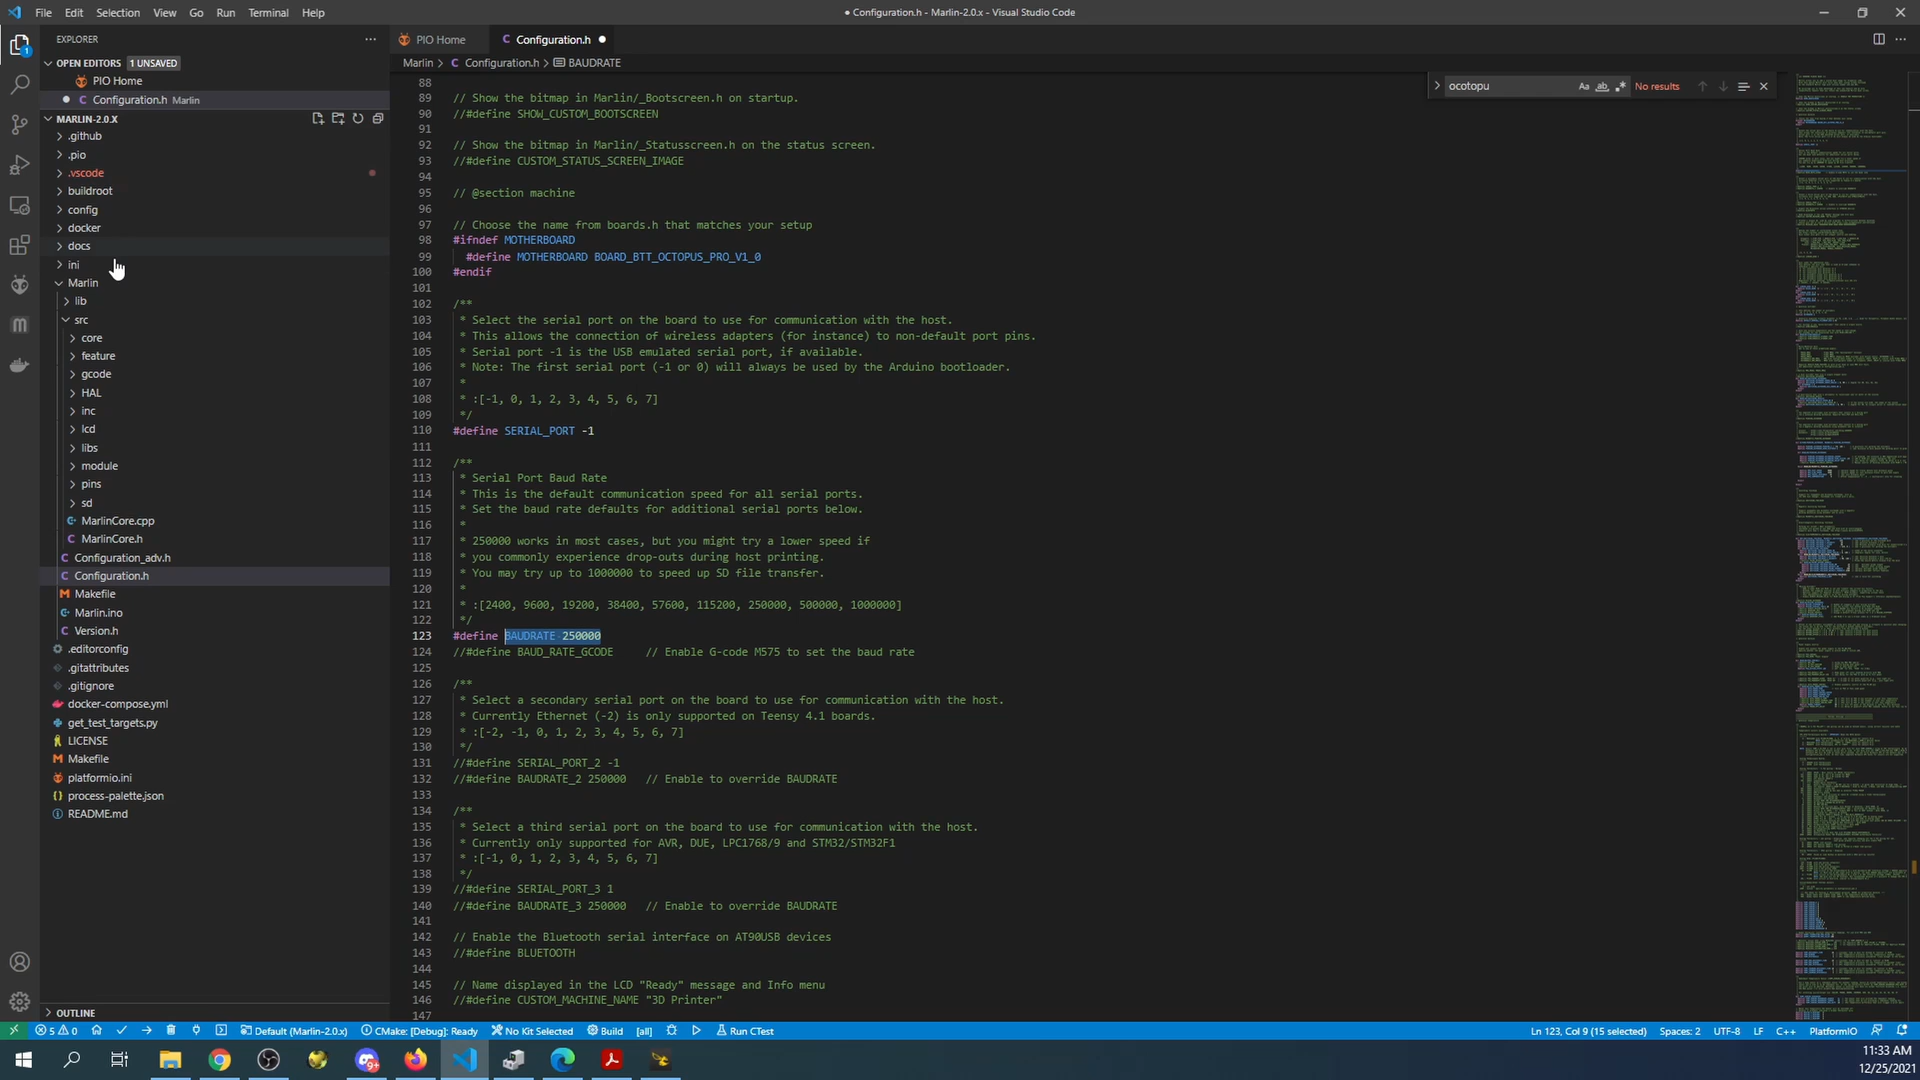 File Edit Selection View Go Run Terminal Help
● Configuration.h - Marlin-2.0.x - Visual Studio Code
EXPLORER
OPEN EDITORS 1 UNSAVED
PIO Home
Configuration.h Marlin
MARLIN-2.0.X
.github
.pio
.vscode
buildroot
config
docker
docs
ini
Marlin
lib
src
core
feature
gcode
HAL
inc
lcd
libs
module
pins
sd
MarlinCore.cpp
MarlinCore.h
Configuration_adv.h
Configuration.h
Makefile
Marlin.ino
Version.h
.editorconfig
.gitattributes
.gitignore
docker-compose.yml
get_test_targets.py
LICENSE
Makefile
platformio.ini
process-palette.json
README.md
OUTLINE
PIO Home
Configuration.h
Marlin > C Configuration.h > BAUDRATE
ocotopu
Aa ab .* No results
88
89 // Show the bitmap in Marlin/_Bootscreen.h on startup.
90 //#define SHOW_CUSTOM_BOOTSCREEN
91
92 // Show the bitmap in Marlin/_Statusscreen.h on the status screen.
93 //#define CUSTOM_STATUS_SCREEN_IMAGE
94
95 // @section machine
96
97 // Choose the name from boards.h that matches your setup
98 #ifndef MOTHERBOARD
99 #define MOTHERBOARD BOARD_BTT_OCTOPUS_PRO_V1_0
100 #endif
101
102 /**
103 * Select the serial port on the board to use for communication with the host.
104 * This allows the connection of wireless adapters (for instance) to non-default port pins.
105 * Serial port -1 is the USB emulated serial port, if available.
106 * Note: The first serial port (-1 or 0) will always be used by the Arduino bootloader.
107 *
108 * :[-1, 0, 1, 2, 3, 4, 5, 6, 7]
109 */
110 #define SERIAL_PORT -1
111
112 /**
113 * Serial Port Baud Rate
114 * This is the default communication speed for all serial ports.
115 * Set the baud rate defaults for additional serial ports below.
116 *
117 * 250000 works in most cases, but you might try a lower speed if
118 * you commonly experience drop-outs during host printing.
119 * You may try up to 1000000 to speed up SD file transfer.
120 *
121 * :[2400, 9600, 19200, 38400, 57600, 115200, 250000, 500000, 1000000]
122 */
123 #define BAUDRATE 250000
124 //#define BAUD_RATE_GCODE // Enable G-code M575 to set the baud rate
125
126 /**
127 * Select a secondary serial port on the board to use for communication with the host.
128 * Currently Ethernet (-2) is only supported on Teensy 4.1 boards.
129 * :[-2, -1, 0, 1, 2, 3, 4, 5, 6, 7]
130 */
131 //#define SERIAL_PORT_2 -1
132 //#define BAUDRATE_2 250000 // Enable to override BAUDRATE
133
134 /**
135 * Select a third serial port on the board to use for communication with the host.
136 * Currently only supported for AVR, DUE, LPC1768/9 and STM32/STM32F1
137 * :[-1, 0, 1, 2, 3, 4, 5, 6, 7]
138 */
139 //#define SERIAL_PORT_3 1
140 //#define BAUDRATE_3 250000 // Enable to override BAUDRATE
141
142 // Enable the Bluetooth serial interface on AT90USB devices
143 //#define BLUETOOTH
144
145 // Name displayed in the LCD "Ready" message and Info menu
146 //#define CUSTOM_MACHINE_NAME "3D Printer"
147
5 0 Default (Marlin-2.0.x) CMake: [Debug]: Ready No Kit Selected Build [all] Run CTest
Ln 123, Col 9 (15 selected) Spaces: 2 UTF-8 LF C++ PlatformIO
11:33 AM
12/25/2021